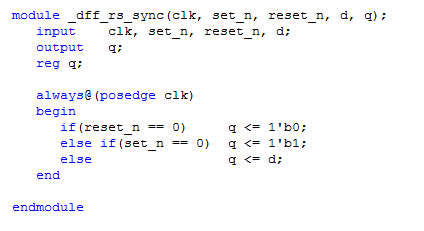 module _dff_rs_sync(clk, set_n, reset_n, d, q);
input clk, set_n, reset_n, d;
output q;
reg q;
always@(posedge clk)
begin
if(reset_n == 0) q <= 1'b0;
else if(set_n == 0) q <= 1'b1;
else q <= d;
end
endmodule